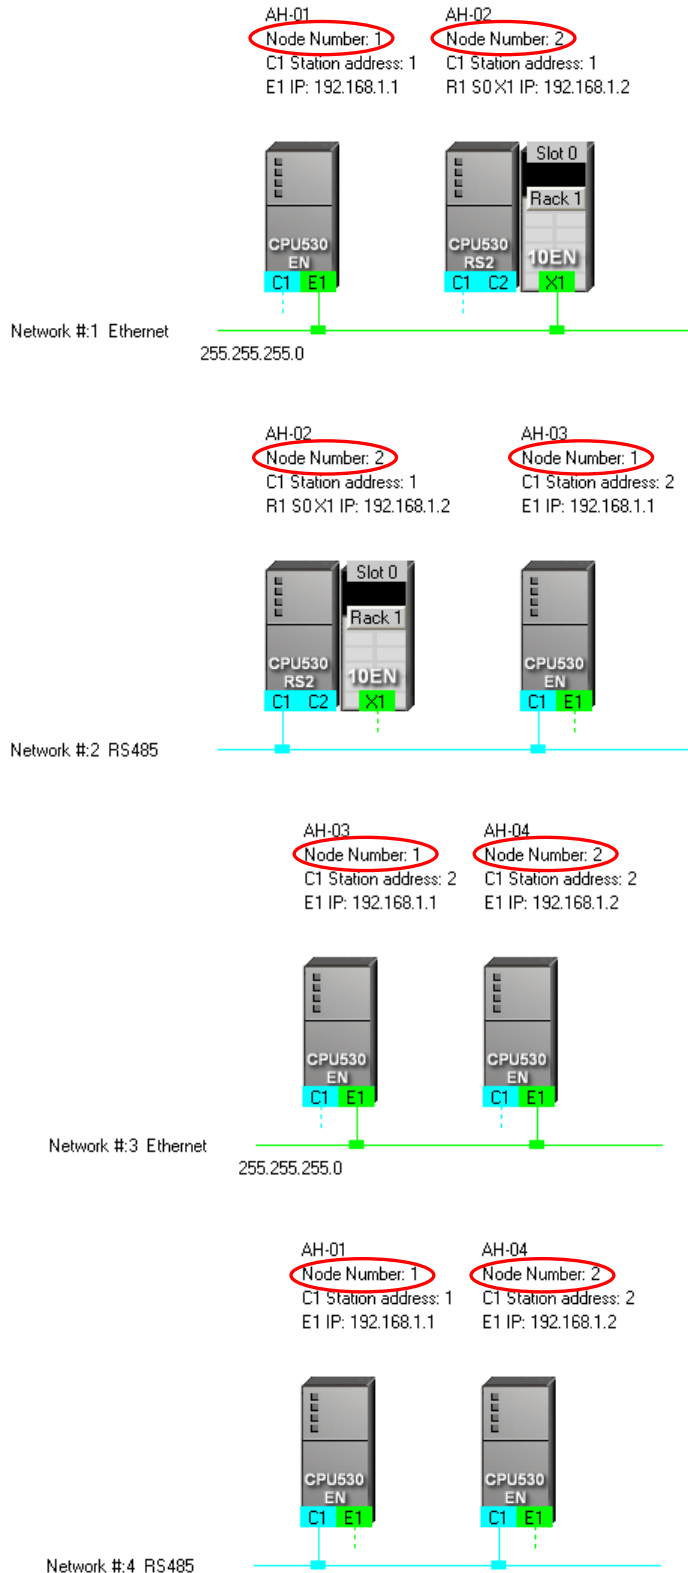 AH-01
Node Number: 1
C1 Station address: 1
E1 IP: 192.168.1.1
AH-02
Node Number: 2
C1 Station address: 1
R1 S0 X1 IP: 192.168.1.2
CPU530
EN
C1 E1
CPU530
RS2
C1 C2
Slot 0
Rack 1
10EN
X1
Network #:1 Ethernet
255.255.255.0
AH-02
Node Number: 2
C1 Station address: 1
R1 S0 X1 IP: 192.168.1.2
AH-03
Node Number: 1
C1 Station address: 2
E1 IP: 192.168.1.1
CPU530
RS2
C1 C2
Slot 0
Rack 1
10EN
X1
CPU530
EN
C1 E1
Network #:2 RS485
AH-03
Node Number: 1
C1 Station address: 2
E1 IP: 192.168.1.1
AH-04
Node Number: 2
C1 Station address: 2
E1 IP: 192.168.1.2
CPU530
EN
C1 E1
CPU530
EN
C1 E1
Network #:3 Ethernet
255.255.255.0
AH-01
Node Number: 1
C1 Station address: 1
E1 IP: 192.168.1.1
AH-04
Node Number: 2
C1 Station address: 2
E1 IP: 192.168.1.2
CPU530
EN
C1 E1
CPU530
EN
C1 E1
Network #:4 RS485